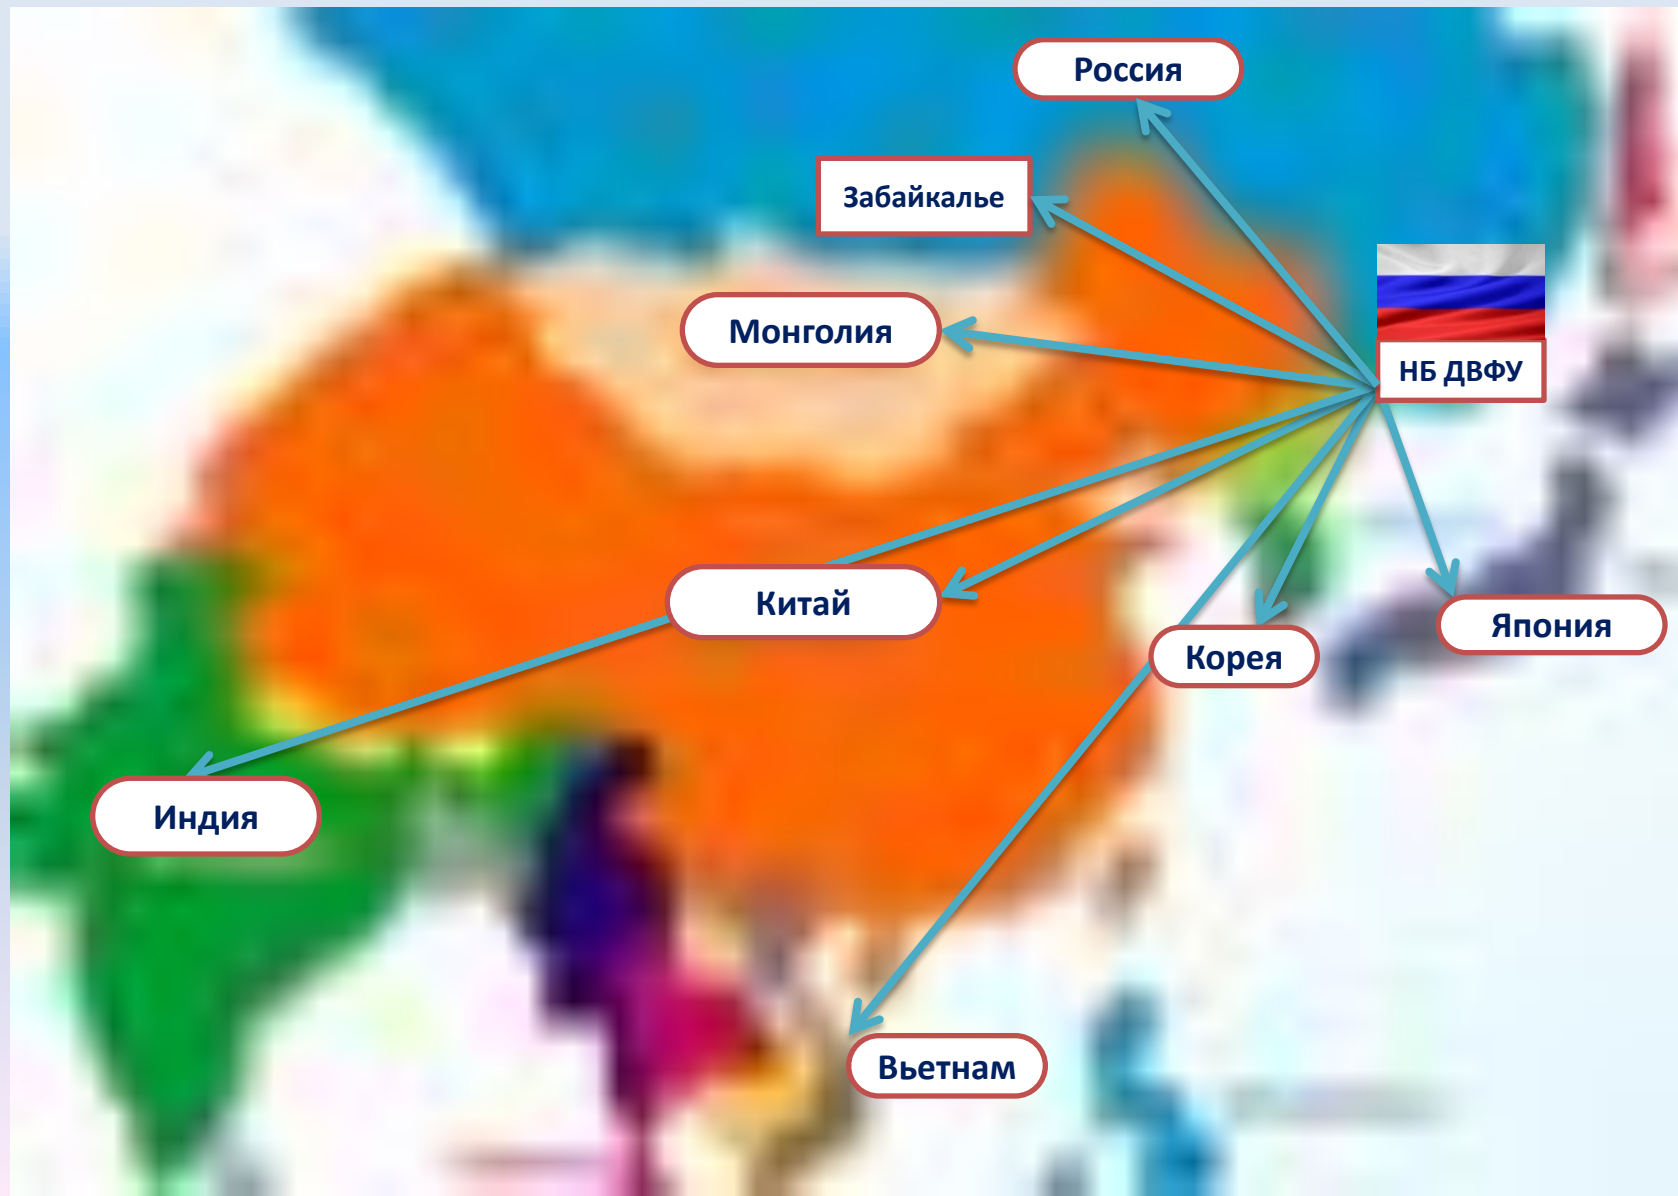 Россия
Забайкалье
Монголия
НБ ДВФУ
Китай
Корея
Япония
Индия
Вьетнам